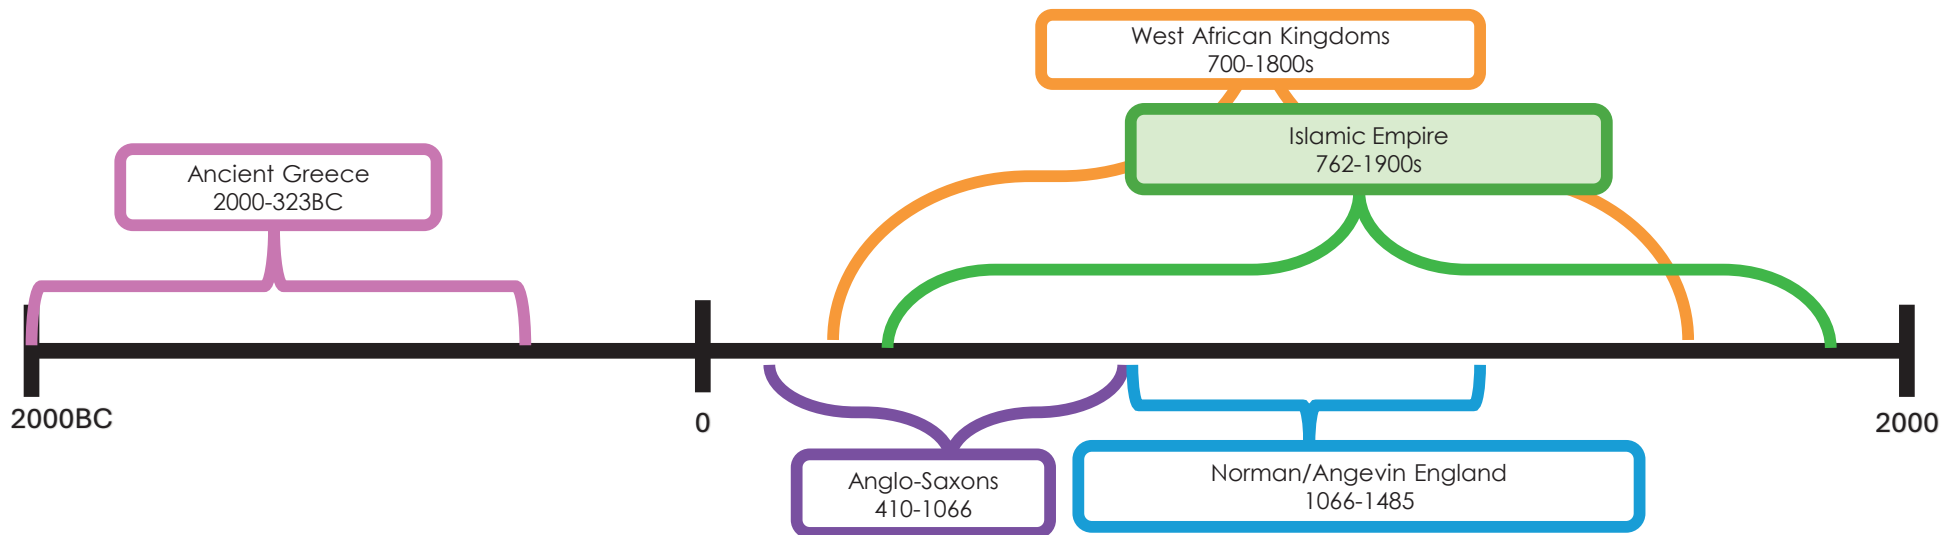 West African Kingdoms
700-1800s
Islamic Empire
762-1900s
Ancient Greece
2000-323BC
2000BC
0
2000
Anglo-Saxons
410-1066
Norman/Angevin England
1066-1485